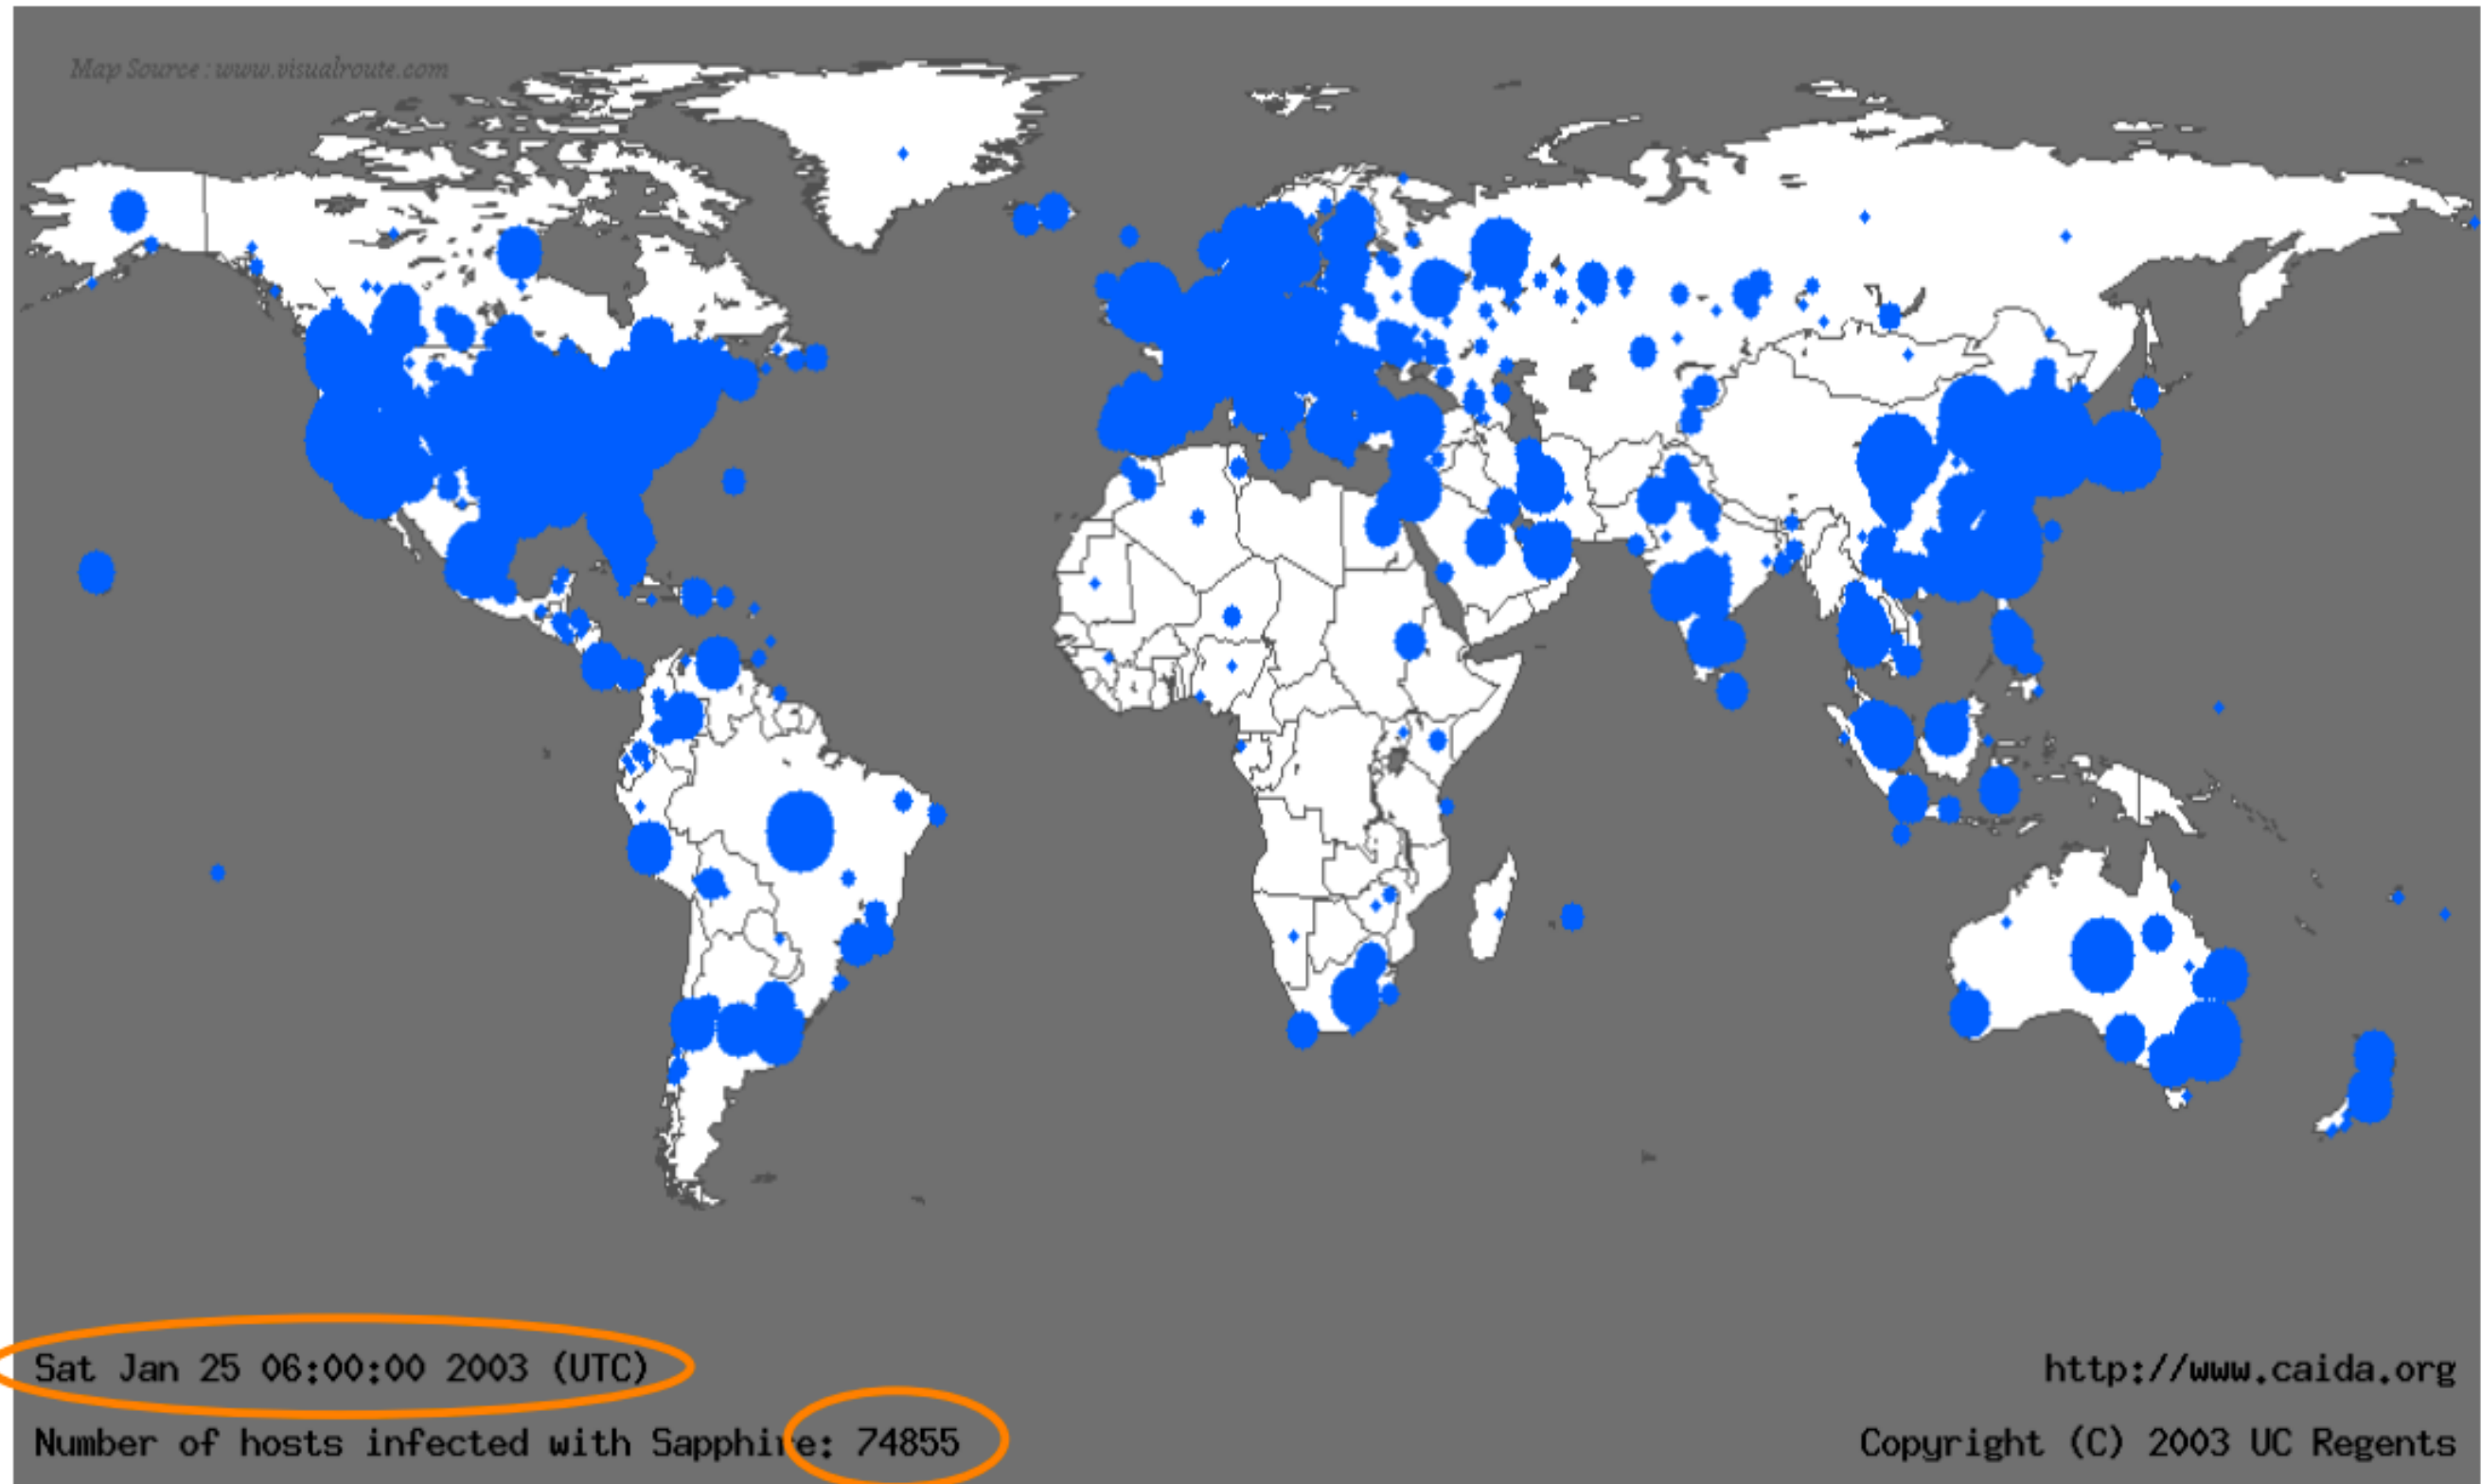 Map Source : www.visualroute.com
Sat Jan 25 06:00:00 2003 (UTC)
http://www.caida.org
Number of hosts infected with Sapphire: 74855
Copyright (C) 2003 UC Regents